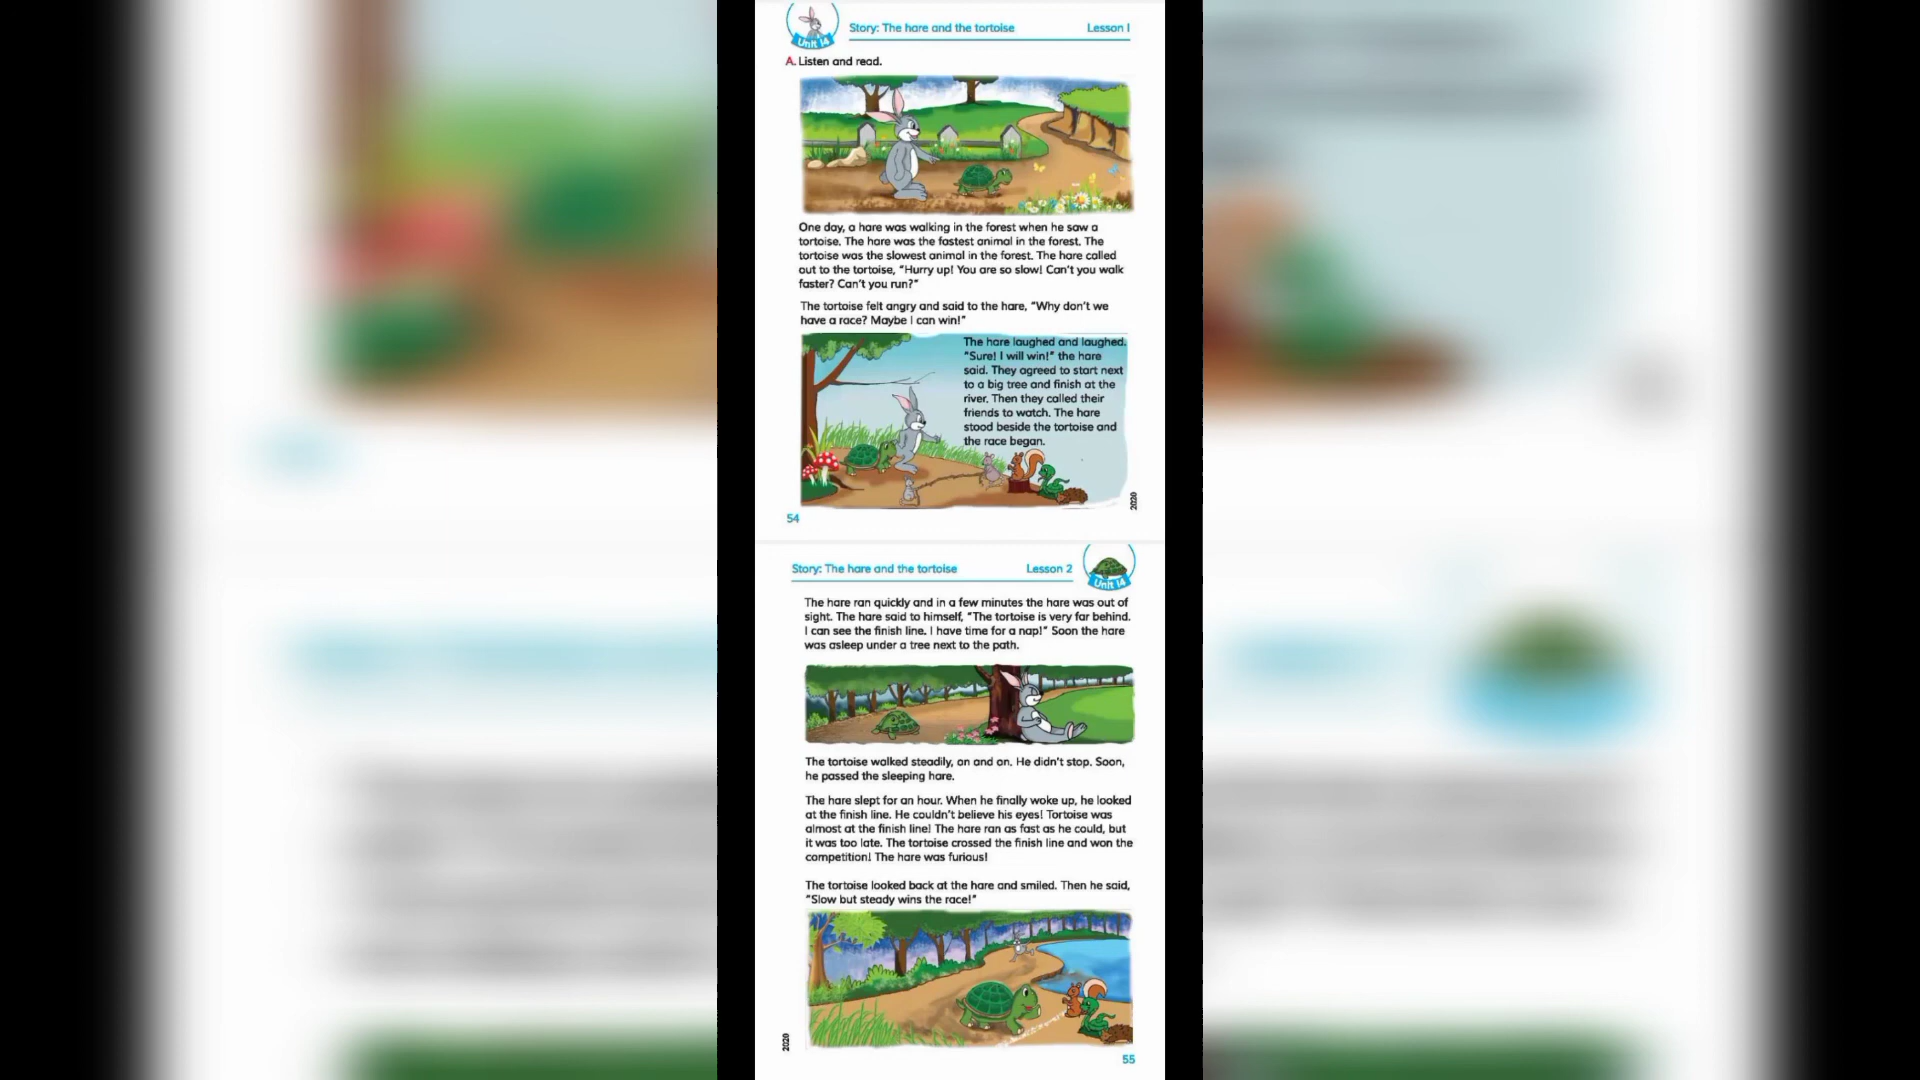 Unit 14
Story: The hare and the tortoise
Lesson 1
A. Listen and read.
One day, a hare was walking in the forest when he saw a
tortoise. The hare was the fastest animal in the forest. The
tortoise was the slowest animal in the forest. The hare called
out to the tortoise, "Hurry up! You are so slow! Can't you walk
faster? Can't you run?"
The tortoise felt angry and said to the hare, "Why don't we
have a race? Maybe I can win!"
The hare laughed and laughed.
"Sure! I will win!" the hare
said. They agreed to start next
to a big tree and finish at the
river. Then they called their
friends to watch. The hare
stood beside the tortoise and
the race began.
2020
54
Story: The hare and the tortoise
Lesson 2
Unit 14
The hare ran quickly and in a few minutes the hare was out of
sight. The hare said to himself, "The tortoise is very far behind.
I can see the finish line. I have time for a nap!" Soon the hare
was asleep under a tree next to the path.
The tortoise walked steadily, on and on. He didn't stop. Soon,
he passed the sleeping hare.
The hare slept for an hour. When he finally woke up, he looked
at the finish line. He couldn't believe his eyes! Tortoise was
almost at the finish line! The hare ran as fast as he could, but
it was too late. The tortoise crossed the finish line and won the
competition! The hare was furious!
The tortoise looked back at the hare and smiled. Then he said,
"Slow but steady wins the race!"
2020
55